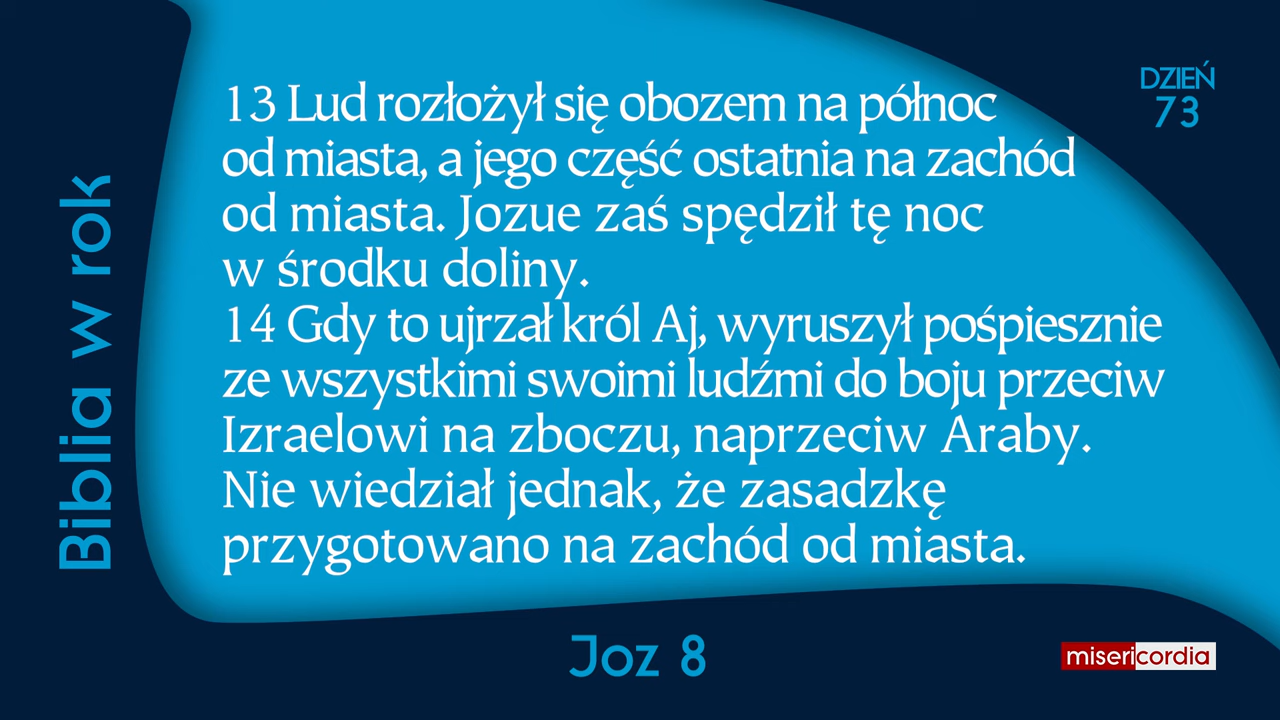 DZIEŃ
73
13 Lud rozłożył się obozem na północ
od miasta, a jego część ostatnia na zachód
od miasta. Jozue zaś spędził tę noc
w środku doliny.
14 Gdy to ujrzał król Aj, wyruszył pośpiesznie
ze wszystkimi swoimi ludźmi do boju przeciw
Izraelowi na zboczu, naprzeciw Araby.
Nie wiedział jednak, że zasadzkę
przygotowano na zachód od miasta.
Biblia w rok
Joz 8
misericordia